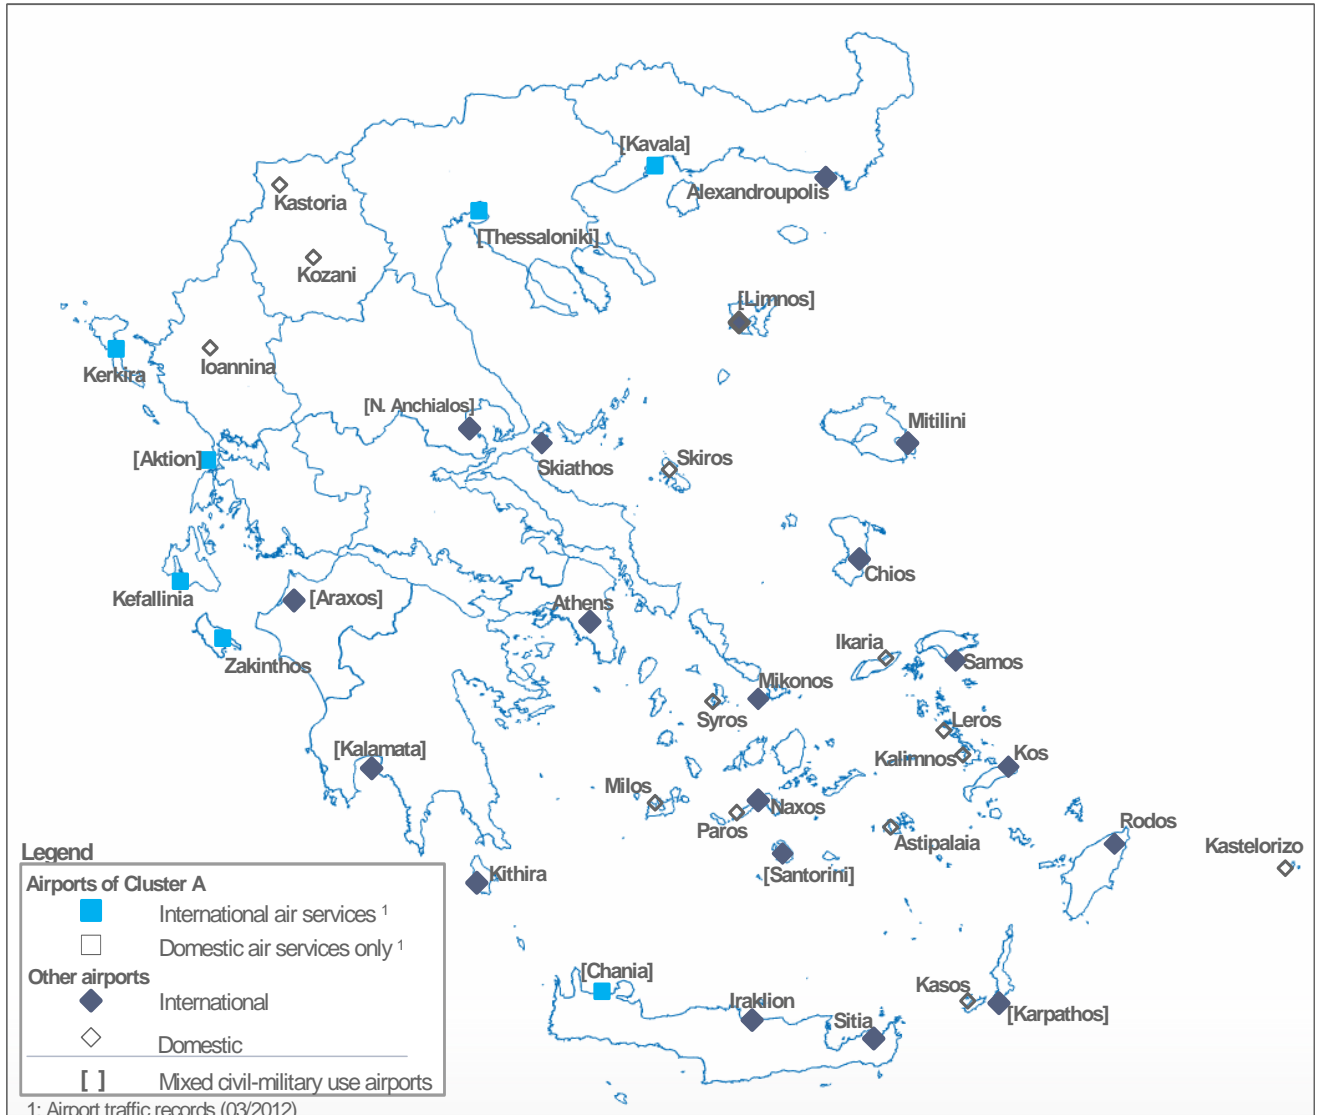 [Kavala]
Alexandroupolis
Kastoria
[Thessaloniki]
Kozani
[Limnos]
Ioannina
Kerkira
[N. Anchialos]
Mitilini
[Aktion]
Skiathos
Skiros
Chios
Kefallinia
[Araxos]
Athens
Zakinthos
Ikaria
Samos
Mikonos
Syros
Leros
[Kalamata]
Kalimnos
Kos
Milos
Naxos
Paros
Astipalaia
Rodos
Kastelorizo
[Santorini]
Kithira
[Chania]
Iraklion
Sitia
Kasos
[Karpathos]
Legend
Airports of Cluster A
International air services 1
Domestic air services only 1
Other airports
International
Domestic
[ ] Mixed civil-military use airports
1: Airport traffic records (03/2012)